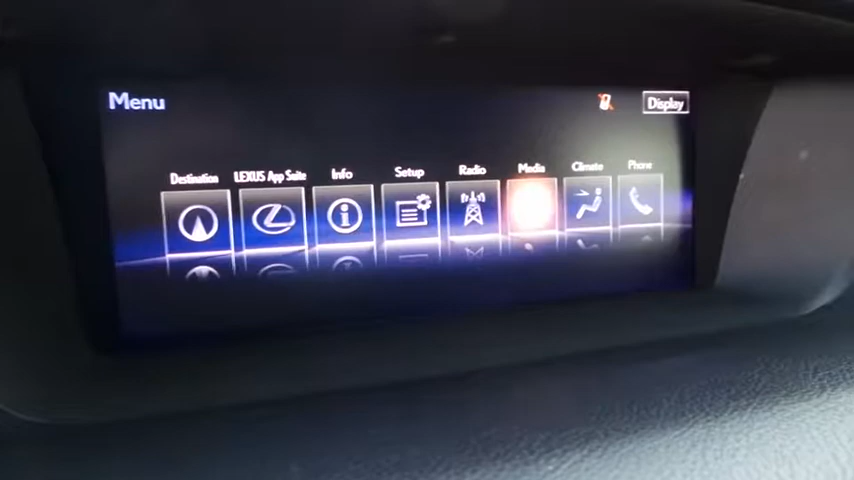 Menu
Display
Destination
LEXUS App Suite
Info
Setup
Radio
Media
Climate
Phone